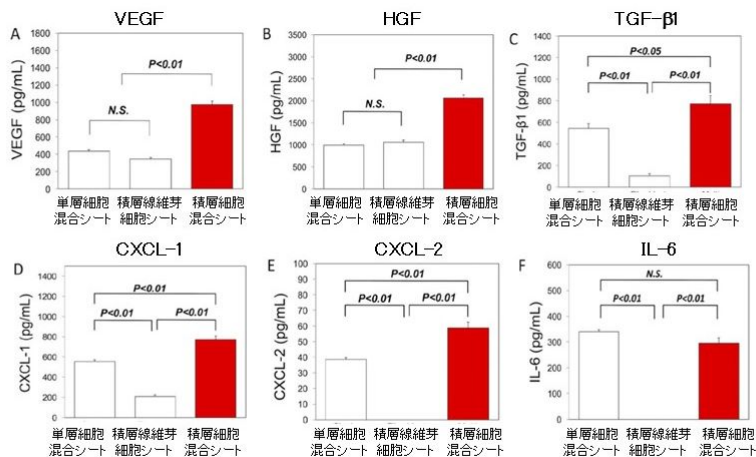 VEGF
A
VEGF (pg/mL)
1800
1600
1400
1200
1000
800
600
400
200
0
P<0.01
N.S.
単層細胞
混合シート
積層線維芽
細胞シート
積層細胞
混合シート
HGF
B
HGF (pg/mL)
3500
3000
2500
2000
1500
1000
500
0
P<0.01
N.S.
単層細胞
混合シート
積層線維芽
細胞シート
積層細胞
混合シート
TGF-β1
C
TGF-β1 (pg/mL)
1400
1200
1000
800
600
400
200
0
P<0.05
P<0.01
P<0.01
単層細胞
混合シート
積層線維芽
細胞シート
積層細胞
混合シート
CXCL-1
D
CXCL-1 (pg/mL)
1400
1200
1000
800
600
400
200
0
P<0.01
P<0.01
P<0.01
単層細胞
混合シート
積層線維芽
細胞シート
積層細胞
混合シート
CXCL-2
E
CXCL-2 (pg/mL)
100
90
80
70
60
50
40
30
20
10
0
P<0.01
P<0.01
P<0.01
単層細胞
混合シート
積層線維芽
細胞シート
積層細胞
混合シート
IL-6
F
IL-6 (pg/mL)
600
500
400
300
200
100
0
N.S.
P<0.01
P<0.01
単層細胞
混合シート
積層線維芽
細胞シート
積層細胞
混合シート